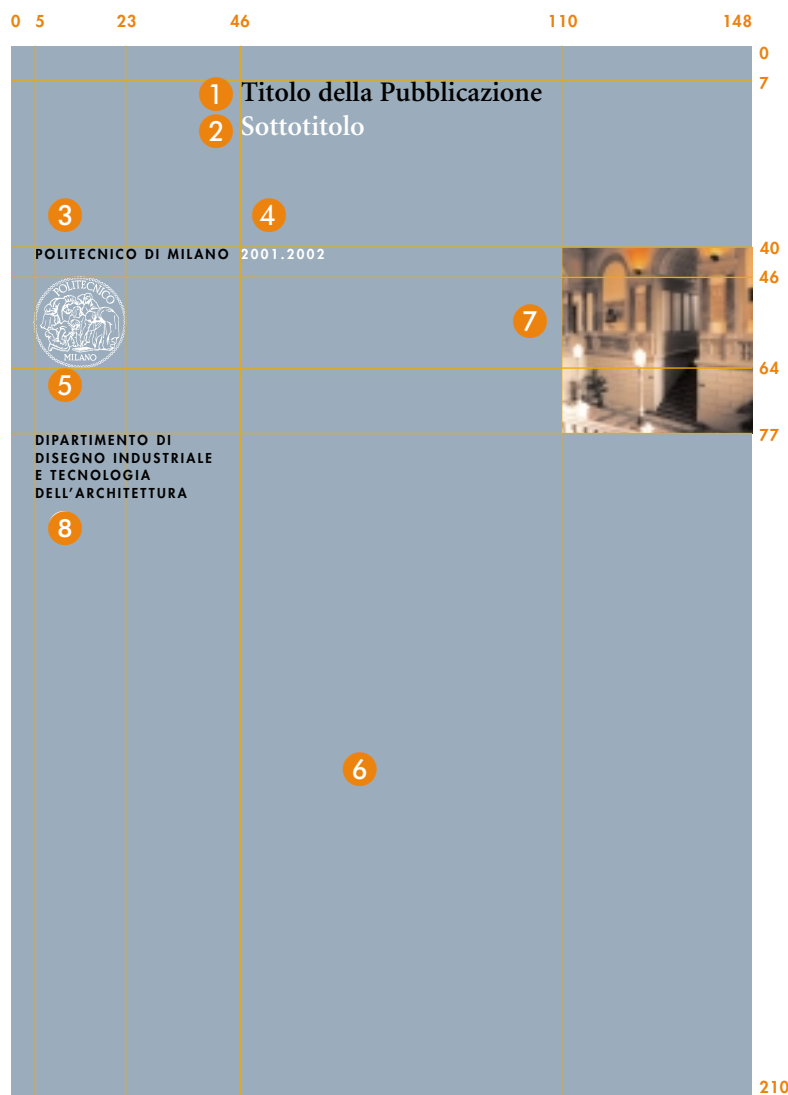 0 5 23 46 110 148
0
7
1 Titolo della Pubblicazione
2 Sottotitolo
3 4
POLITECNICO DI MILANO 2001.2002
40
46
POLITECNICO
MILANO
7
64
5
77
DIPARTIMENTO DI
DISEGNO INDUSTRIALE
E TECNOLOGIA
DELL'ARCHITETTURA
8
6
210